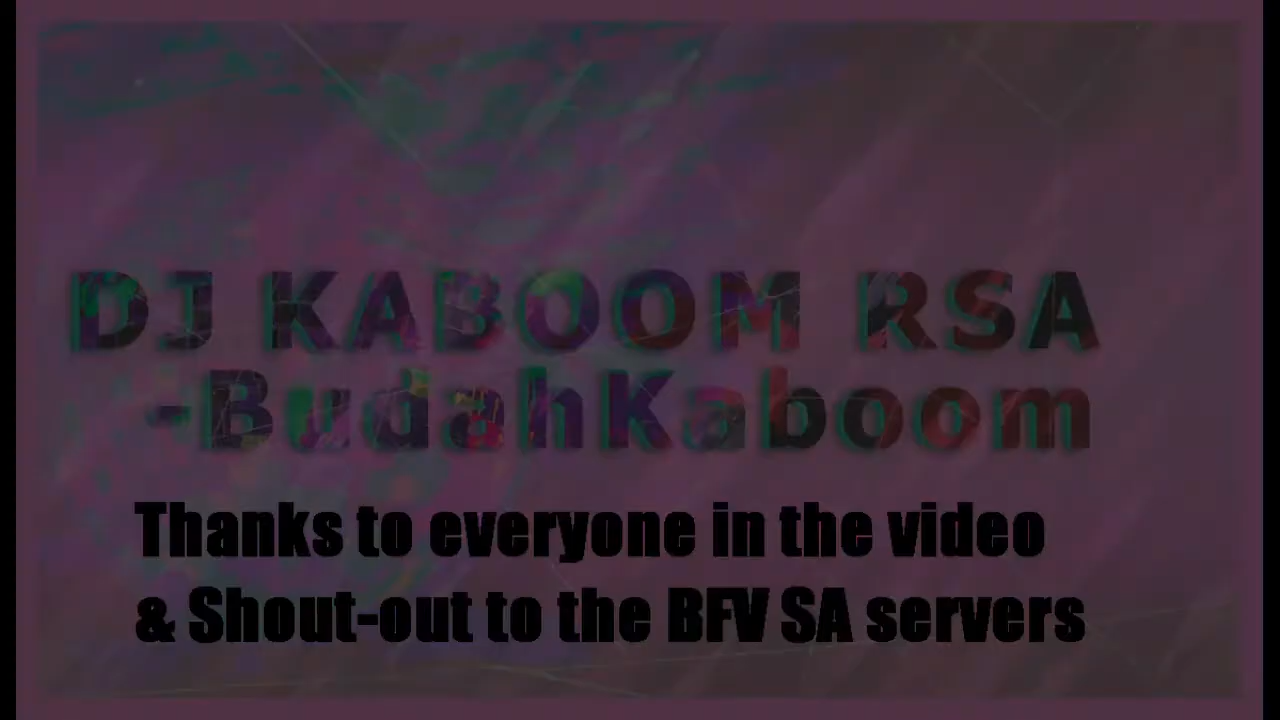 DJ KABOOM RSA
-BudahKaboom
Thanks to everyone in the video
& Shout-out to the BFV SA servers